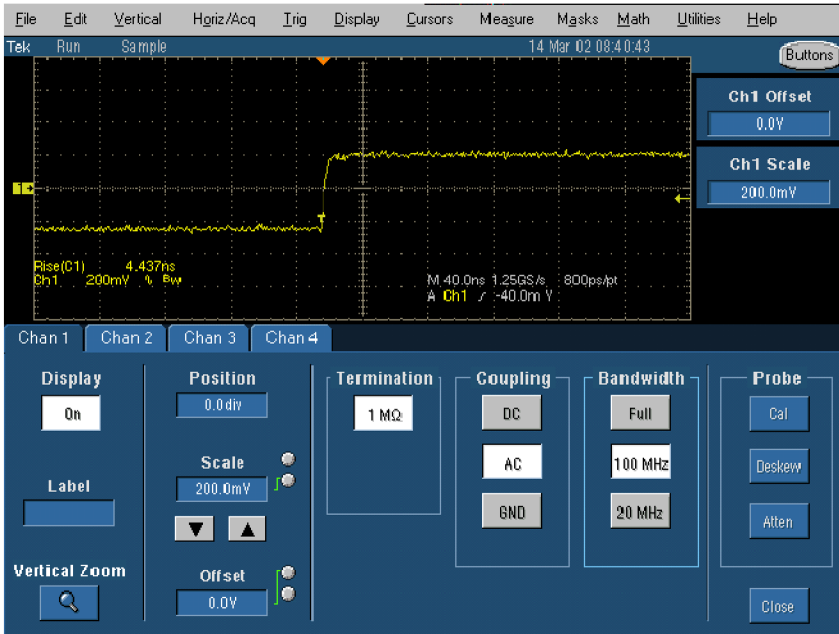 File Edit Vertical Horiz/Acq Trig Display Cursors Measure Masks Math Utilities Help
Tek Run Sample 14 Mar 02 08:40:43
Buttons
Ch1 Offset
0.0V
Ch1 Scale
200.0mV
1
T
Rise(C1) 4.437ns
Ch1 200mV Bw
M 40.0ns 1.25GS/s 800ps/pt
A Ch1 -40.0m V
Chan 1 Chan 2 Chan 3 Chan 4
Display
On
Label
Vertical Zoom
Position
0.0div
Scale
200.0mV
Offset
0.0V
Termination
1 MΩ
Coupling
DC
AC
GND
Bandwidth
Full
100 MHz
20 MHz
Probe
Cal
Deskew
Atten
Close